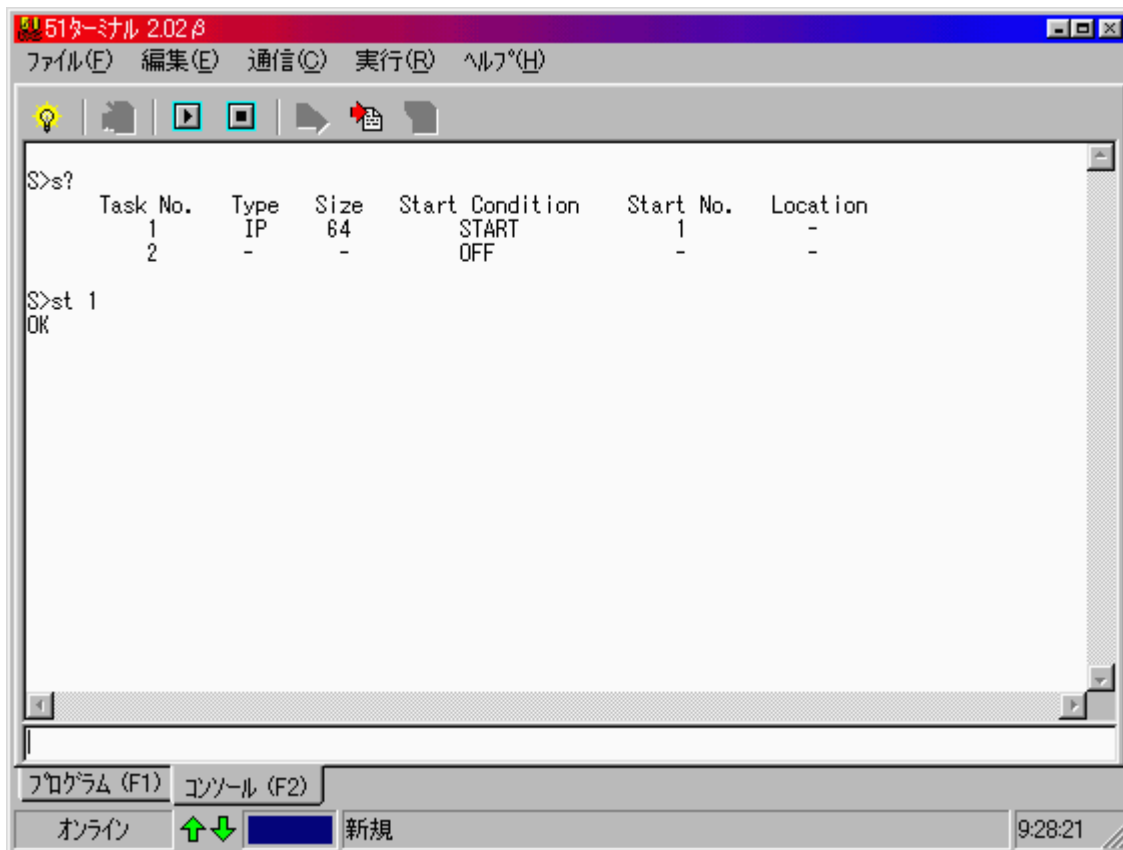 51ターミナル 2.02β
ファイル(F) 編集(E) 通信(C) 実行(R) ヘルプ(H)
S>s?
Task No. Type Size Start Condition Start No. Location
1 IP 64 START 1 -
2 - - OFF - -
S>st 1
OK
プログラム (F1) コンソール (F2)
オンライン 新規 9:28:21